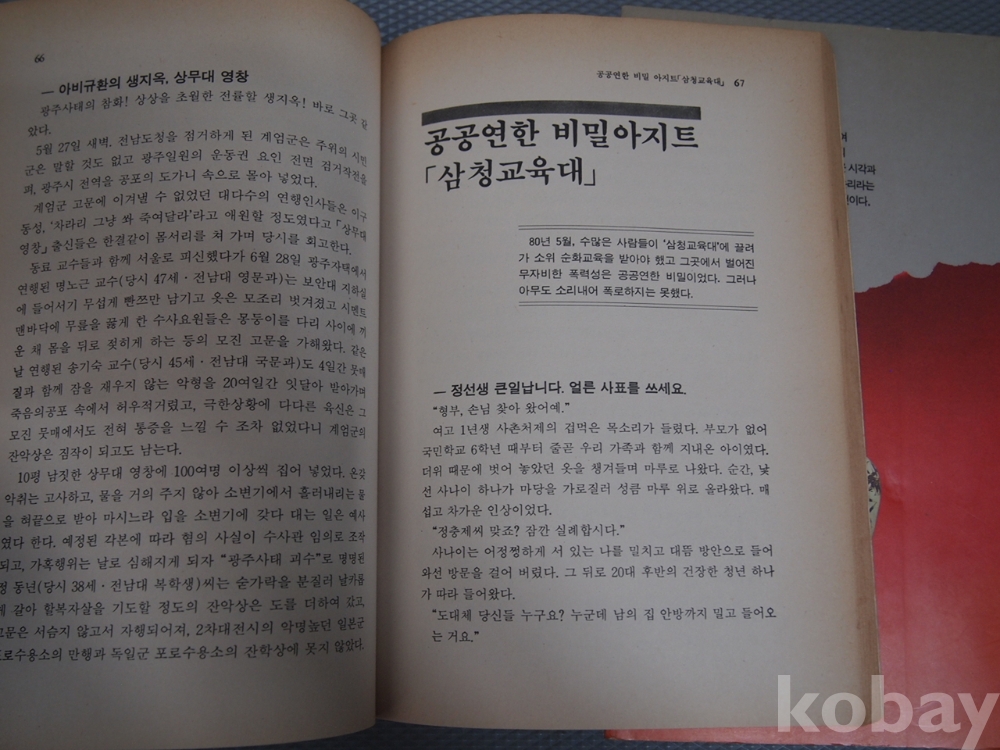 66
— 아비규환의 생지옥, 상무대 영창
광주사태의 참화! 상상을 초월한 전률할 생지옥! 바로 그곳 같
았다.
5월 27일 새벽, 전남도청을 점거하게 된 계엄군은 주위의 시민
군은 말할 것도 없고 광주일원의 운동권 요인 전면 검거작전을
펴, 광주시 전역을 공포의 도가니 속으로 몰아 넣었다.
계엄군 고문에 이겨낼 수 없었던 대다수의 연행인사들은 이구
동성, ‘차라리 그냥 쏴 죽여달라’라고 애원할 정도였다고「상무대
영창」출신들은 한결같이 몸서리를 쳐 가며 당시를 회고한다.
동료 교수들과 함께 서울로 피신했다가 6월 28일 광주자택에서
연행된 명노근 교수(당시 47세 · 전남대 영문과)는 보안대 지하실
에 들어서기 무섭게 빤쯔만 남기고 옷은 모조리 벗겨졌고 시멘트
맨바닥에 무릎을 꿇게 한 수사요원들은 몽둥이를 다리 사이에 끼
운 채 몸을 뒤로 젖히게 하는 등의 모진 고문을 가해왔다. 같은
날 연행된 송기숙 교수(당시 45세 · 전남대 국문과)도 4일간 뭇매
질과 함께 잠을 재우지 않는 악형을 20여일간 잇달아 받아가며
죽음의공포 속에서 허우적거렸고, 극한상황에 다다른 육신은 그
모진 뭇매에서도 전혀 통증을 느낄 수 조차 없었다니 계엄군의
잔악상은 짐작이 되고도 남는다.
10평 남짓한 상무대 영창에 100여명 이상씩 집어 넣었다. 온갖
악취는 고사하고, 물을 거의 주지 않아 소변기에서 흘러내리는 물
을 혀끝으로 받아 마시느라 입을 소변기에 갖다 대는 일은 예사
였다 한다. 예정된 각본에 따라 혐의 사실이 수사관 임의로 조작
되고, 가혹행위는 날로 심해지게 되자 “광주사태 괴수”로 명명된
동년(당시 38세 · 전남대 복학생)씨는 숟가락을 분질러 날카롭
게 갈아 할복자살을 기도할 정도의 잔악상은 도를 더하여 갔고,
고문은 서슴지 않고서 자행되어져, 2차대전시의 악명높던 일본군
포로수용소의 만행과 독일군 포로수용소의 잔학상에 못지 않았다.
공공연한 비밀 아지트「삼청교육대」 67
공공연한 비밀아지트
「삼청교육대」
80년 5월, 수많은 사람들이 ‘삼청교육대’에 끌려
가 소위 순화교육을 받아야 했고 그곳에서 벌어진
무자비한 폭력성은 공공연한 비밀이었다. 그러나
아무도 소리내어 폭로하지는 못했다.
— 정선생 큰일납니다. 얼른 사표를 쓰세요.
“형부, 손님 찾아 왔어예.”
여고 1년생 사촌처제의 겁먹은 목소리가 들렸다. 부모가 없어
국민학교 6학년 때부터 줄곧 우리 가족과 함께 지내온 아이였다.
더위 때문에 벗어 놓았던 옷을 챙겨들며 마루로 나왔다. 순간, 낯
선 사나이 하나가 마당을 가로질러 성큼 마루 위로 올라왔다. 매
섭고 차가운 인상이었다.
“정충제씨 맞죠? 잠깐 실례합시다.”
사나이는 어정쩡하게 서 있는 나를 밀치고 대뜸 방안으로 들어
와선 방문을 걸어 버렸다. 그 뒤로 20대 후반의 건장한 청년 하나
가 따라 들어왔다.
“도대체 당신들 누구요? 누군데 남의 집 안방까지 밀고 들어오
는 거요.”
시각과
리라는
이다.
kobay